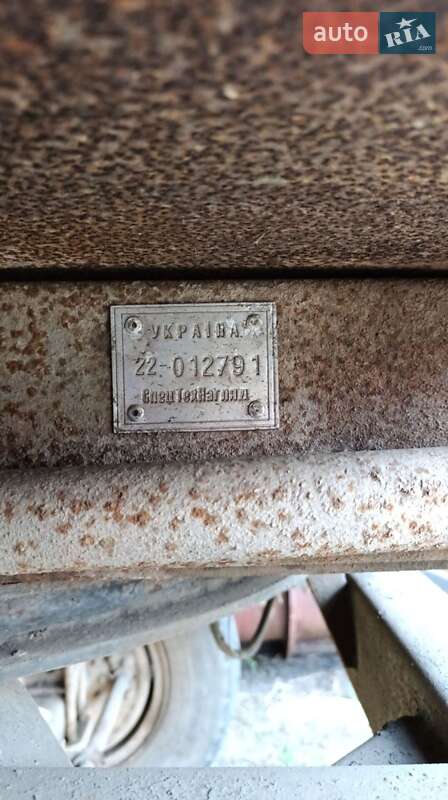 auto RIA .com
УКРАЇНА
22-012791
СпецТехНагляд